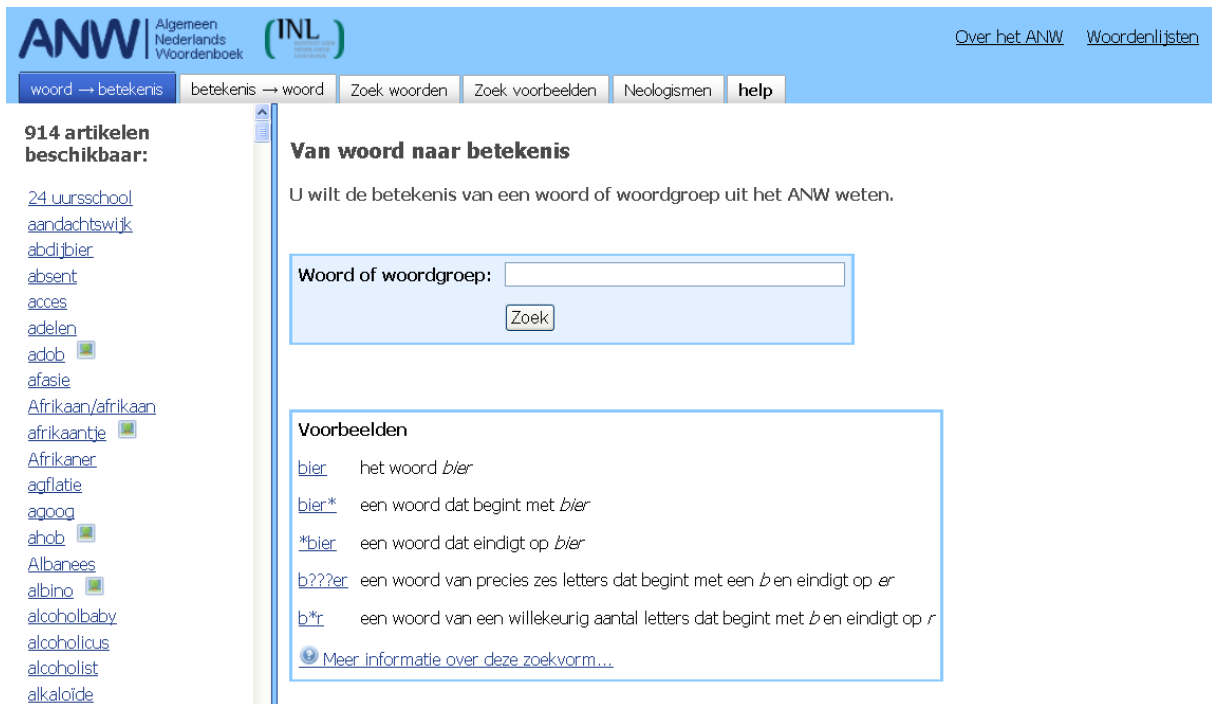 ANW
Algemeen
Nederlands
Woordenboek
(INL)
Over het ANW Woordenlijsten
woord → betekenis betekenis → woord Zoek woorden Zoek voorbeelden Neologismen help
914 artikelen
beschikbaar:
24 uursschool
aandachtswijk
abdijbier
absent
acces
adelen
adob
afasie
Afrikaan/afrikaan
afrikaantje
Afrikaner
agflatie
agoog
ahob
Albanees
albino
alcoholbaby
alcoholicus
alcoholist
alkaloïde
Van woord naar betekenis
U wilt de betekenis van een woord of woordgroep uit het ANW weten.
Woord of woordgroep:
Zoek
Voorbeelden
bier het woord bier
bier* een woord dat begint met bier
*bier een woord dat eindigt op bier
b???er een woord van precies zes letters dat begint met een b en eindigt op er
b*r een woord van een willekeurig aantal letters dat begint met b en eindigt op r
Meer informatie over deze zoekvorm...